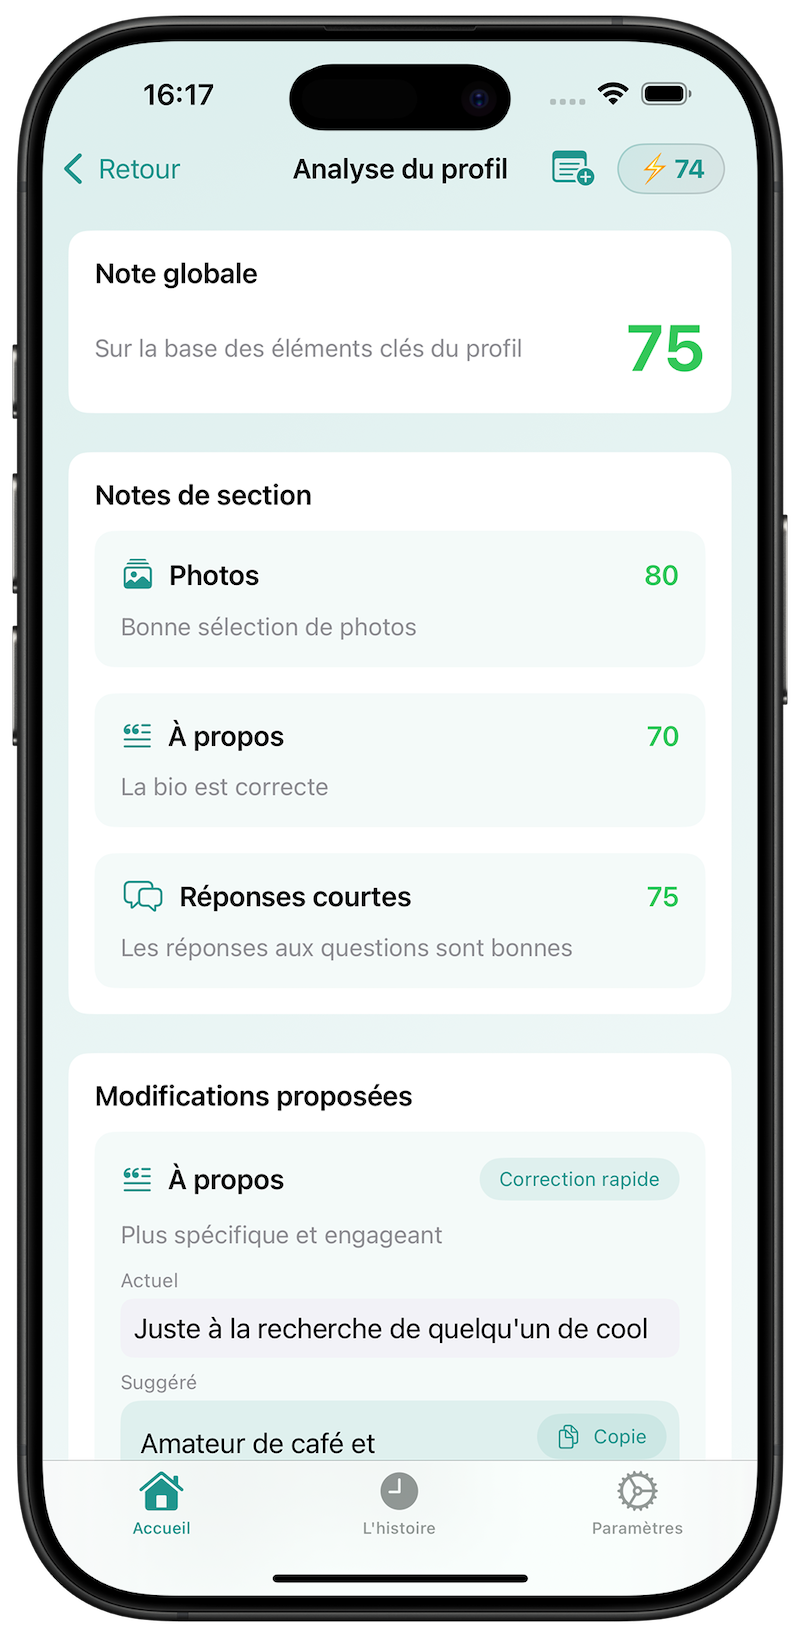 16:17
Retour
Analyse du profil
74
Note globale
Sur la base des éléments clés du profil
75
Notes de section
Photos
80
Bonne sélection de photos
À propos
70
La bio est correcte
Réponses courtes
75
Les réponses aux questions sont bonnes
Modifications proposées
À propos
Correction rapide
Plus spécifique et engageant
Actuel
Juste à la recherche de quelqu'un de cool
Suggéré
Amateur de café et
Copie
Accueil
L'histoire
Paramètres